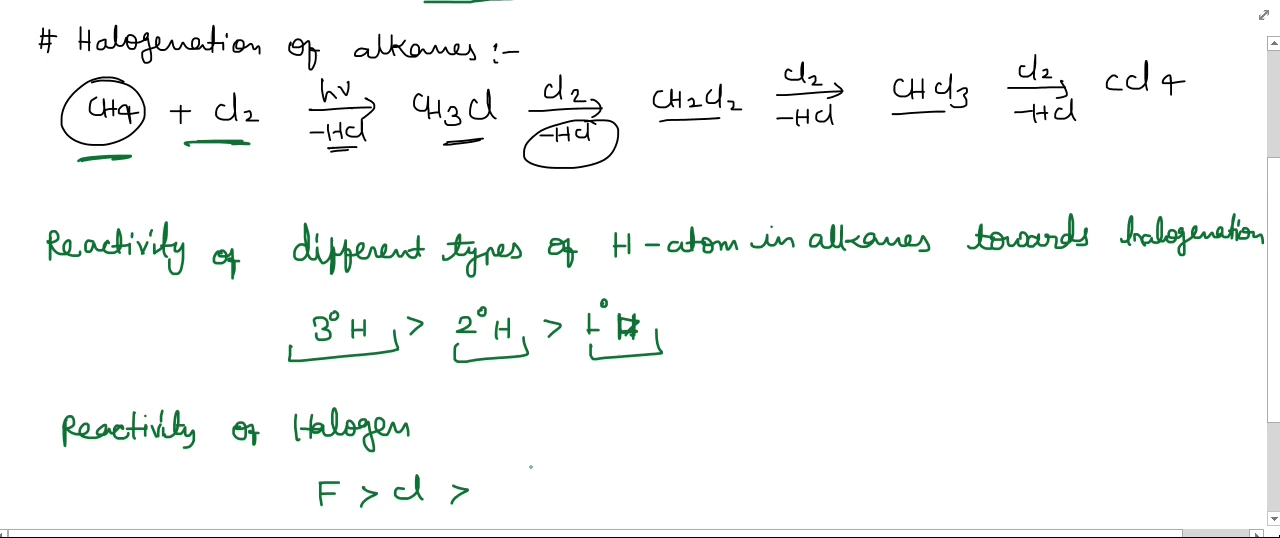 # Halogenation of alkanes :-
CH4 + Cl2 hν/-HCl → CH3Cl Cl2/-HCl → CH2Cl2 Cl2/-HCl → CHCl3 Cl2/-HCl → CCl4
Reactivity of different types of H-atom in alkanes towards halogenation
3° H > 2° H > 1° H
Reactivity of Halogen
F > Cl >